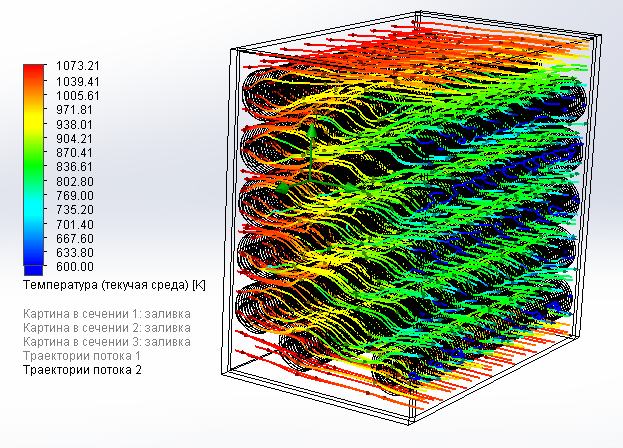 1073.21
1039.41
1005.61
971.81
938.01
904.21
870.41
836.61
802.80
769.00
735.20
701.40
667.60
633.80
600.00
Температура (текучая среда) [K]
Картина в сечении 1: заливка
Картина в сечении 2: заливка
Картина в сечении 3: заливка
Траектории потока 1
Траектории потока 2